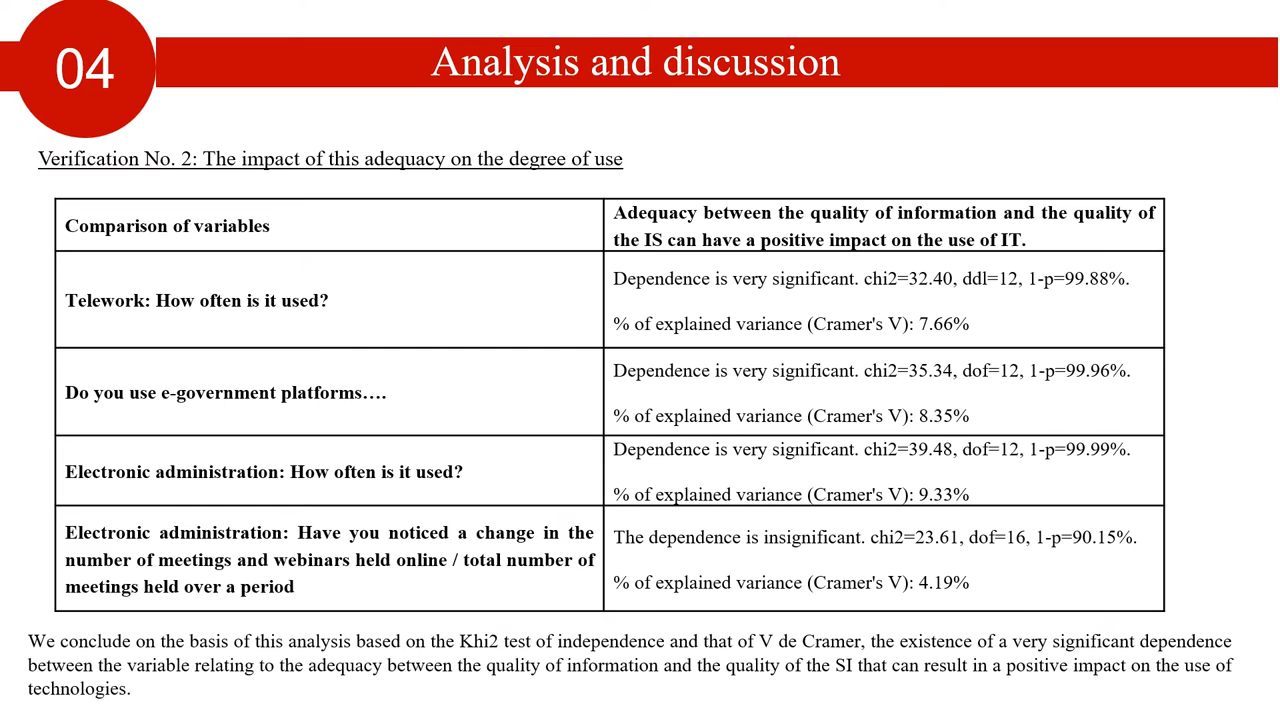 04
Analysis and discussion
Verification No. 2: The impact of this adequacy on the degree of use
Comparison of variables
Adequacy between the quality of information and the quality of
the IS can have a positive impact on the use of IT.
Telework: How often is it used?
Dependence is very significant. chi2=32.40, ddl=12, 1-p=99.88%.
% of explained variance (Cramer's V): 7.66%
Do you use e-government platforms….
Dependence is very significant. chi2=35.34, dof=12, 1-p=99.96%.
% of explained variance (Cramer's V): 8.35%
Electronic administration: How often is it used?
Dependence is very significant. chi2=39.48, dof=12, 1-p=99.99%.
% of explained variance (Cramer's V): 9.33%
Electronic administration: Have you noticed a change in the
number of meetings and webinars held online / total number of
meetings held over a period
The dependence is insignificant. chi2=23.61, dof=16, 1-p=90.15%.
% of explained variance (Cramer's V): 4.19%
We conclude on the basis of this analysis based on the Khi2 test of independence and that of V de Cramer, the existence of a very significant dependence
between the variable relating to the adequacy between the quality of information and the quality of the SI that can result in a positive impact on the use of
technologies.